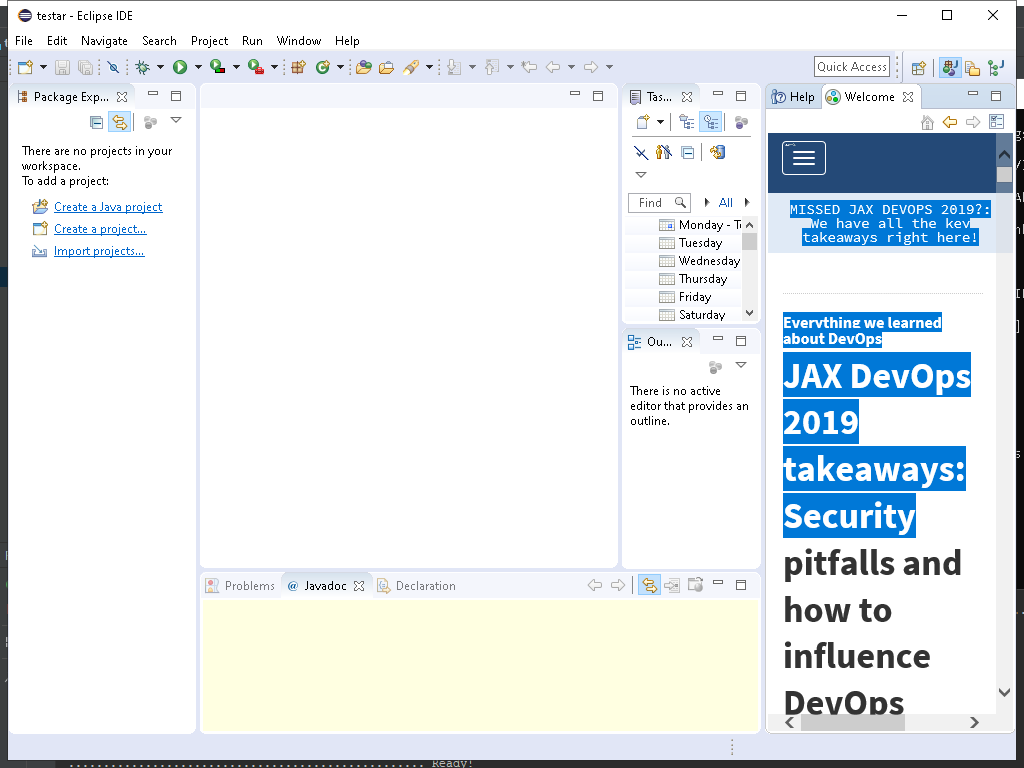 testar - Eclipse IDE
File Edit Navigate Search Project Run Window Help
Quick Access
Package Exp...
There are no projects in your
workspace.
To add a project:
Create a Java project
Create a project...
Import projects...
Tas...
Find
All
Monday - T
Tuesday
Wednesday
Thursday
Friday
Saturday
Ou...
There is no active
editor that provides an
outline.
Help
Welcome
MISSED JAX DEVOPS 2019?:
We have all the key
takeaways right here!
Everything we learned
about DevOps
JAX DevOps
2019
takeaways:
Security
pitfalls and
how to
influence
DevOps
Problems
@ Javadoc
Declaration
Ready!